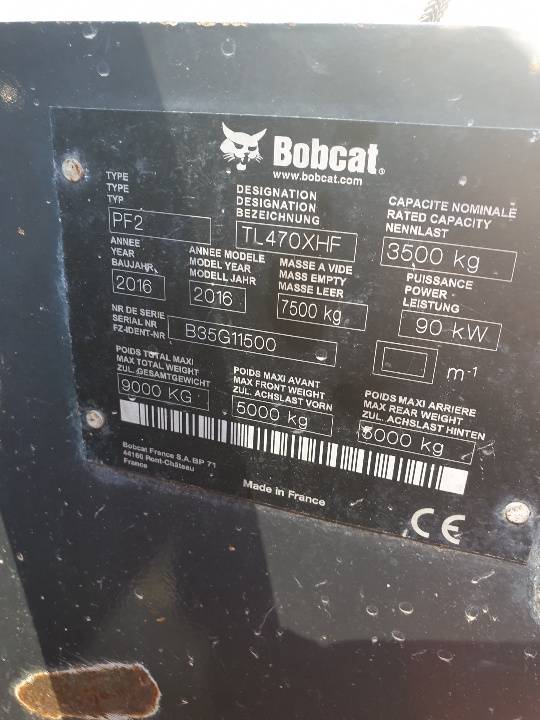 Bobcat®
www.bobcat.com
TYPE
TYPE
TYP
PF2
DESIGNATION
DESIGNATION
BEZEICHNUNG
TL470XHF
CAPACITE NOMINALE
RATED CAPACITY
NENNLAST
3500 kg
ANNEE
YEAR
BAUJAHR
2016
ANNEE MODELE
MODEL YEAR
MODELL JAHR
2016
MASSE A VIDE
MASS EMPTY
MASSE LEER
7500 kg
PUISSANCE
POWER
LEISTUNG
90 kW
NR DE SERIE
SERIAL NR
FZ-IDENT-NR
B35G11500
m-1
POIDS TOTAL MAXI
MAX TOTAL WEIGHT
ZUL. GESAMTGEWICHT
9000 KG
POIDS MAXI AVANT
MAX FRONT WEIGHT
ZUL. ACHSLAST VORN
5000 kg
POIDS MAXI ARRIERE
MAX REAR WEIGHT
ZUL. ACHSLAST HINTEN
5000 kg
Bobcat France S.A. BP 71
44160 Pont-Château
France
Made in France
CE